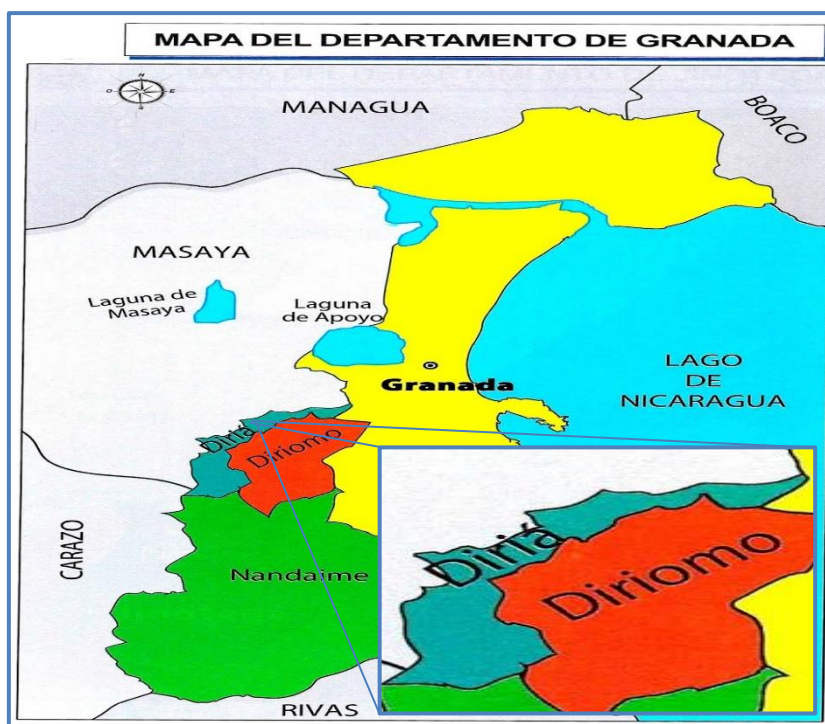 MAPA DEL DEPARTAMENTO DE GRANADA
N
O
E
MANAGUA
BOACO
MASAYA
Laguna de
Masaya
Laguna
de Apoyo
Granada
LAGO
DE
NICARAGUA
Diriá
Diriomo
CARAZO
Nandaime
RIVAS
Diriá
Diriomo